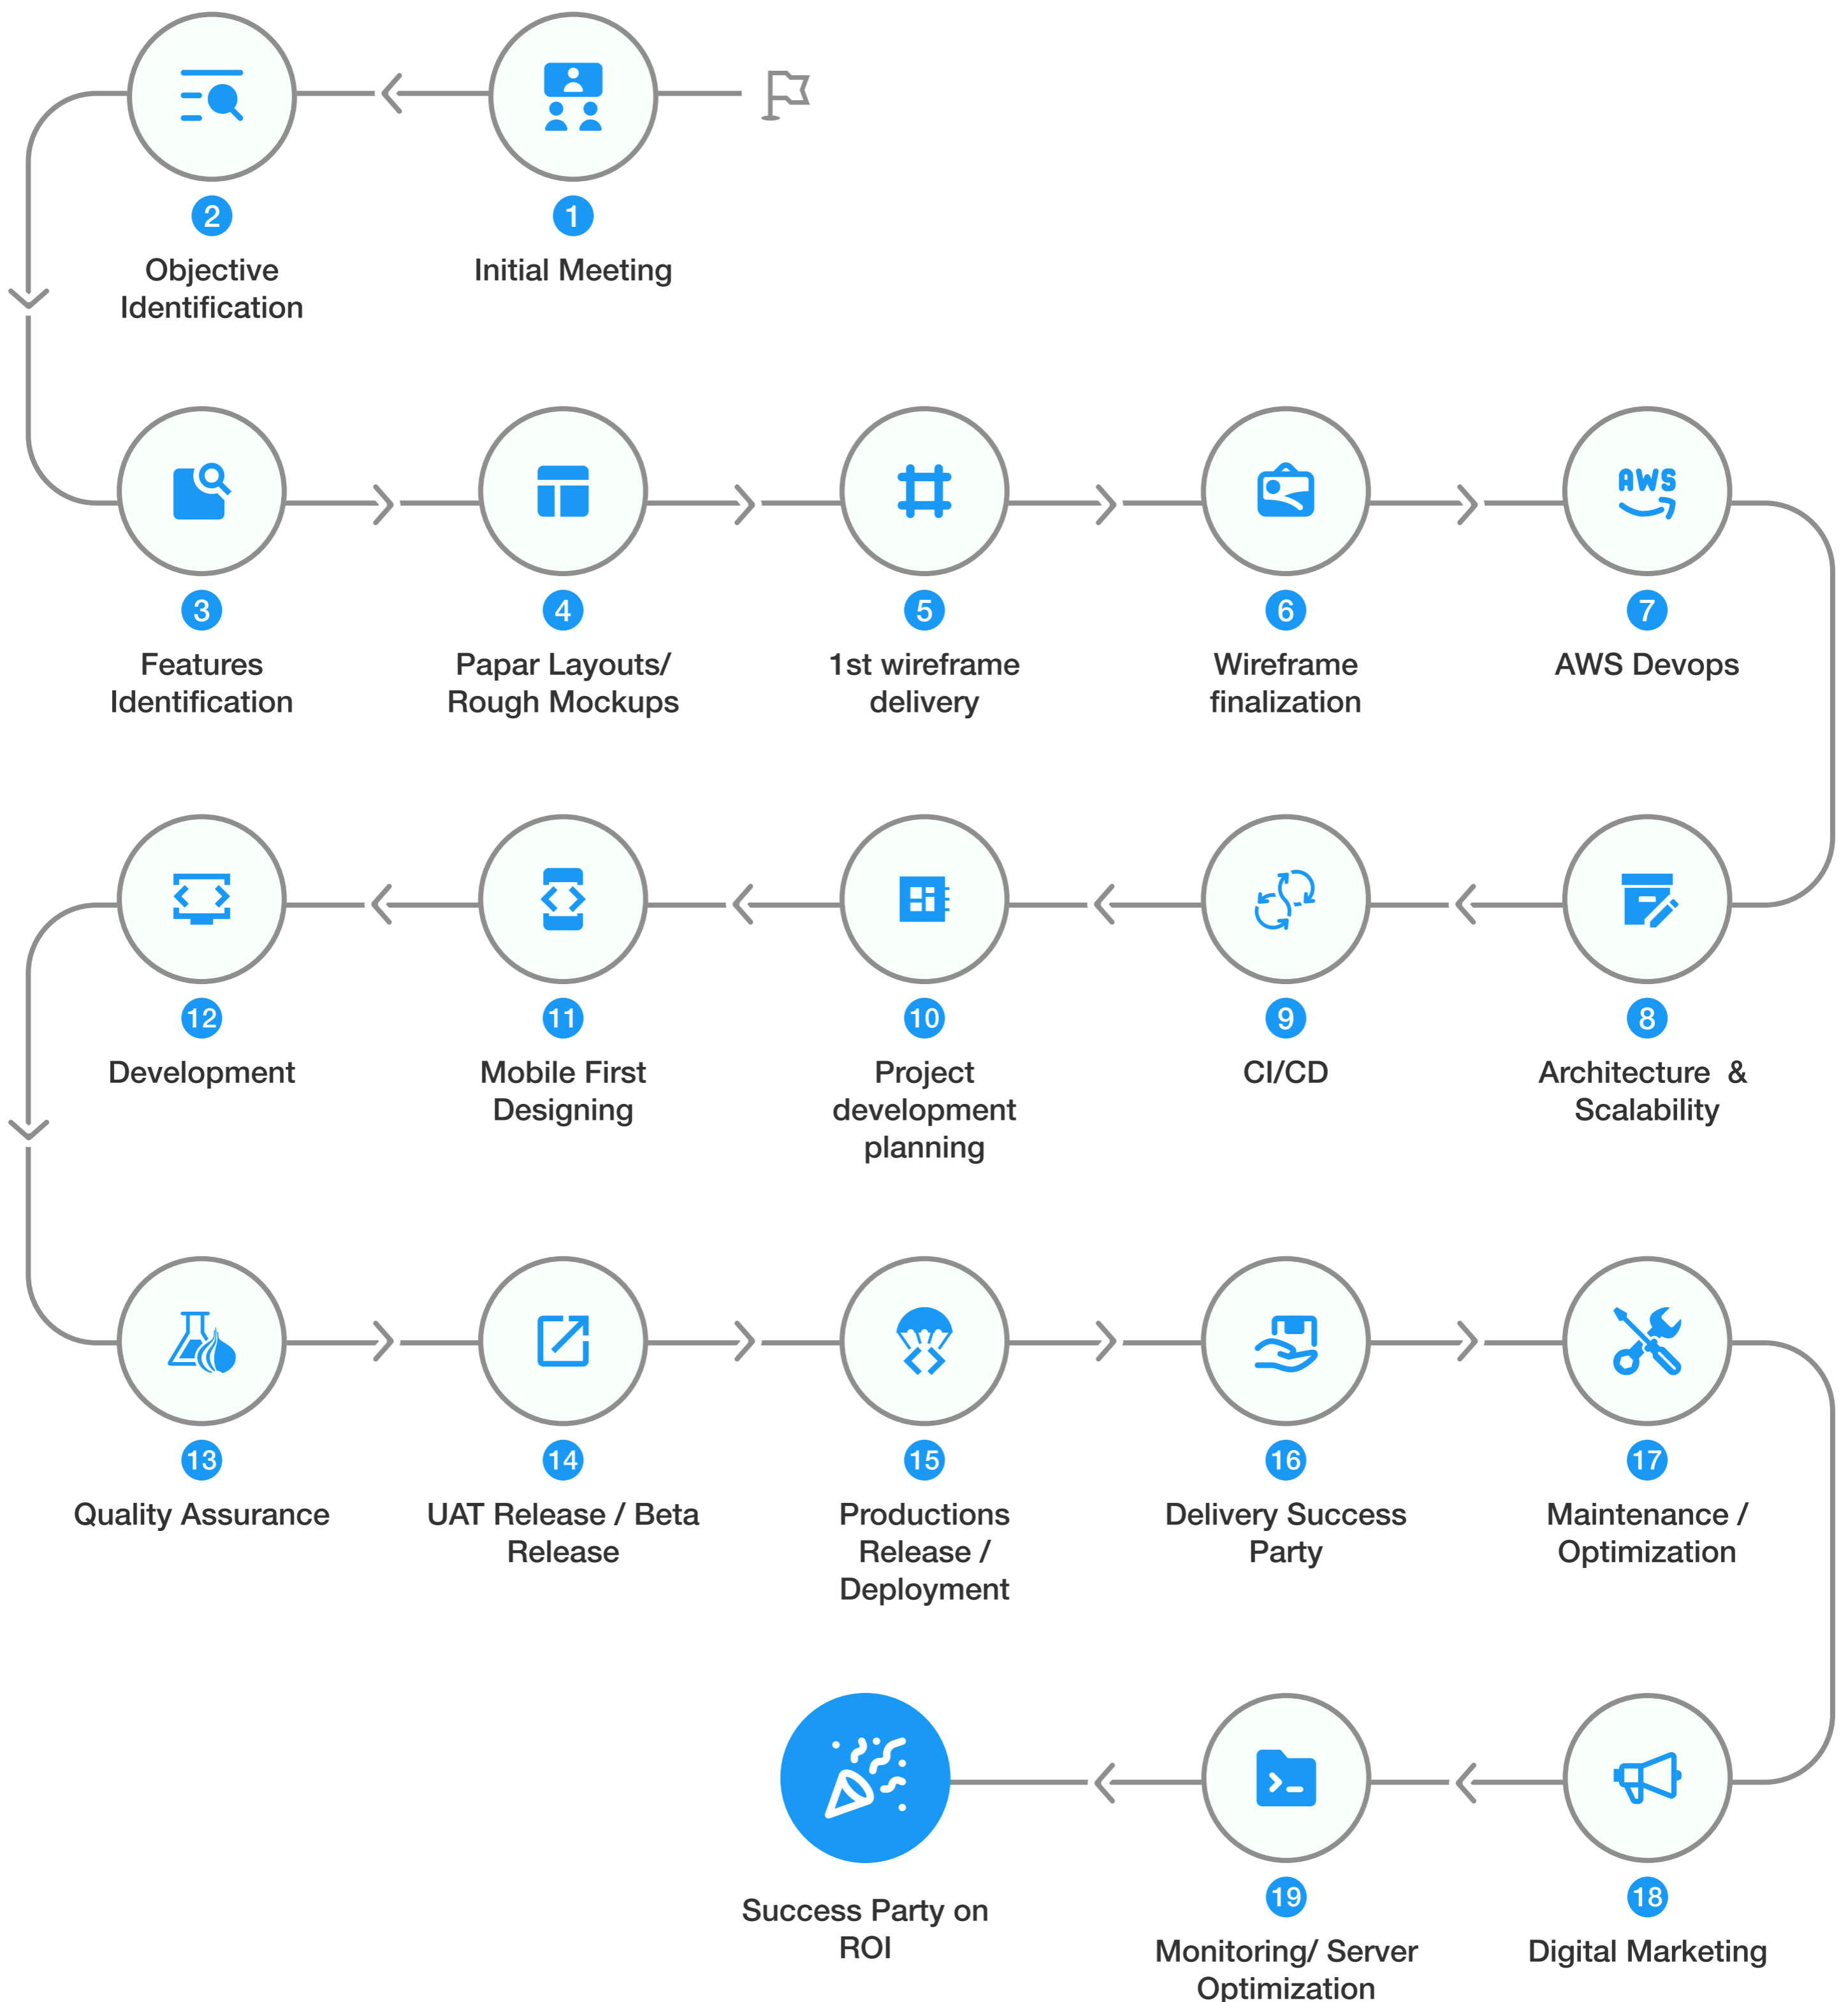 1
Initial Meeting
2
Objective
Identification
3
Features
Identification
4
Papar Layouts/
Rough Mockups
5
1st wireframe
delivery
6
Wireframe
finalization
aws
7
AWS Devops
8
Architecture  &
Scalability
9
CI/CD
10
Project
development
planning
11
Mobile First
Designing
12
Development
13
Quality Assurance
14
UAT Release / Beta
Release
15
Productions
Release /
Deployment
16
Delivery Success
Party
17
Maintenance /
Optimization
18
Digital Marketing
19
Monitoring/ Server
Optimization
Success Party on
ROI